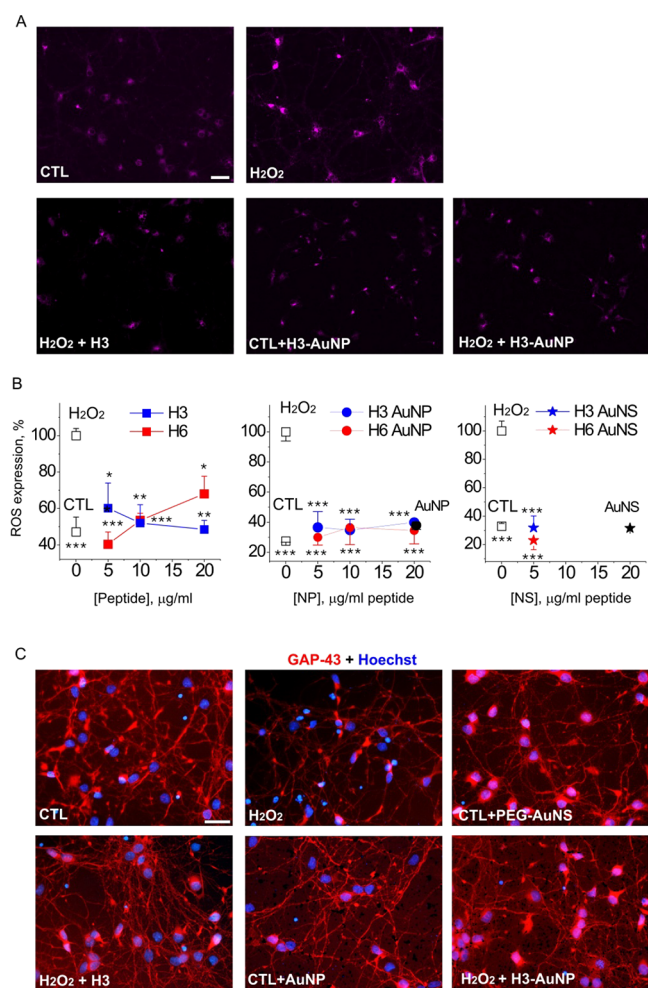 A
CTL
H₂O₂
H₂O₂ + H3
CTL+H3-AuNP
H₂O₂ + H3-AuNP
B
ROS expression, %
100
80
60
40
H₂O₂
CTL
H3
H6
*
***
**
***
*
**
***
0 5 10 20
[Peptide], µg/ml
100
80
60
40
20
H₂O₂
CTL
H3 AuNP
H6 AuNP
AuNP
***
***
***
***
***
***
***
0 5 10 20
[NP], µg/ml peptide
100
80
60
40
20
H₂O₂
CTL
H3 AuNS
H6 AuNS
AuNS
***
***
***
0 5 10 20
[NS], µg/ml peptide
C
GAP-43 + Hoechst
CTL
H₂O₂
CTL+PEG-AuNS
H₂O₂ + H3
CTL+AuNP
H₂O₂ + H3-AuNP